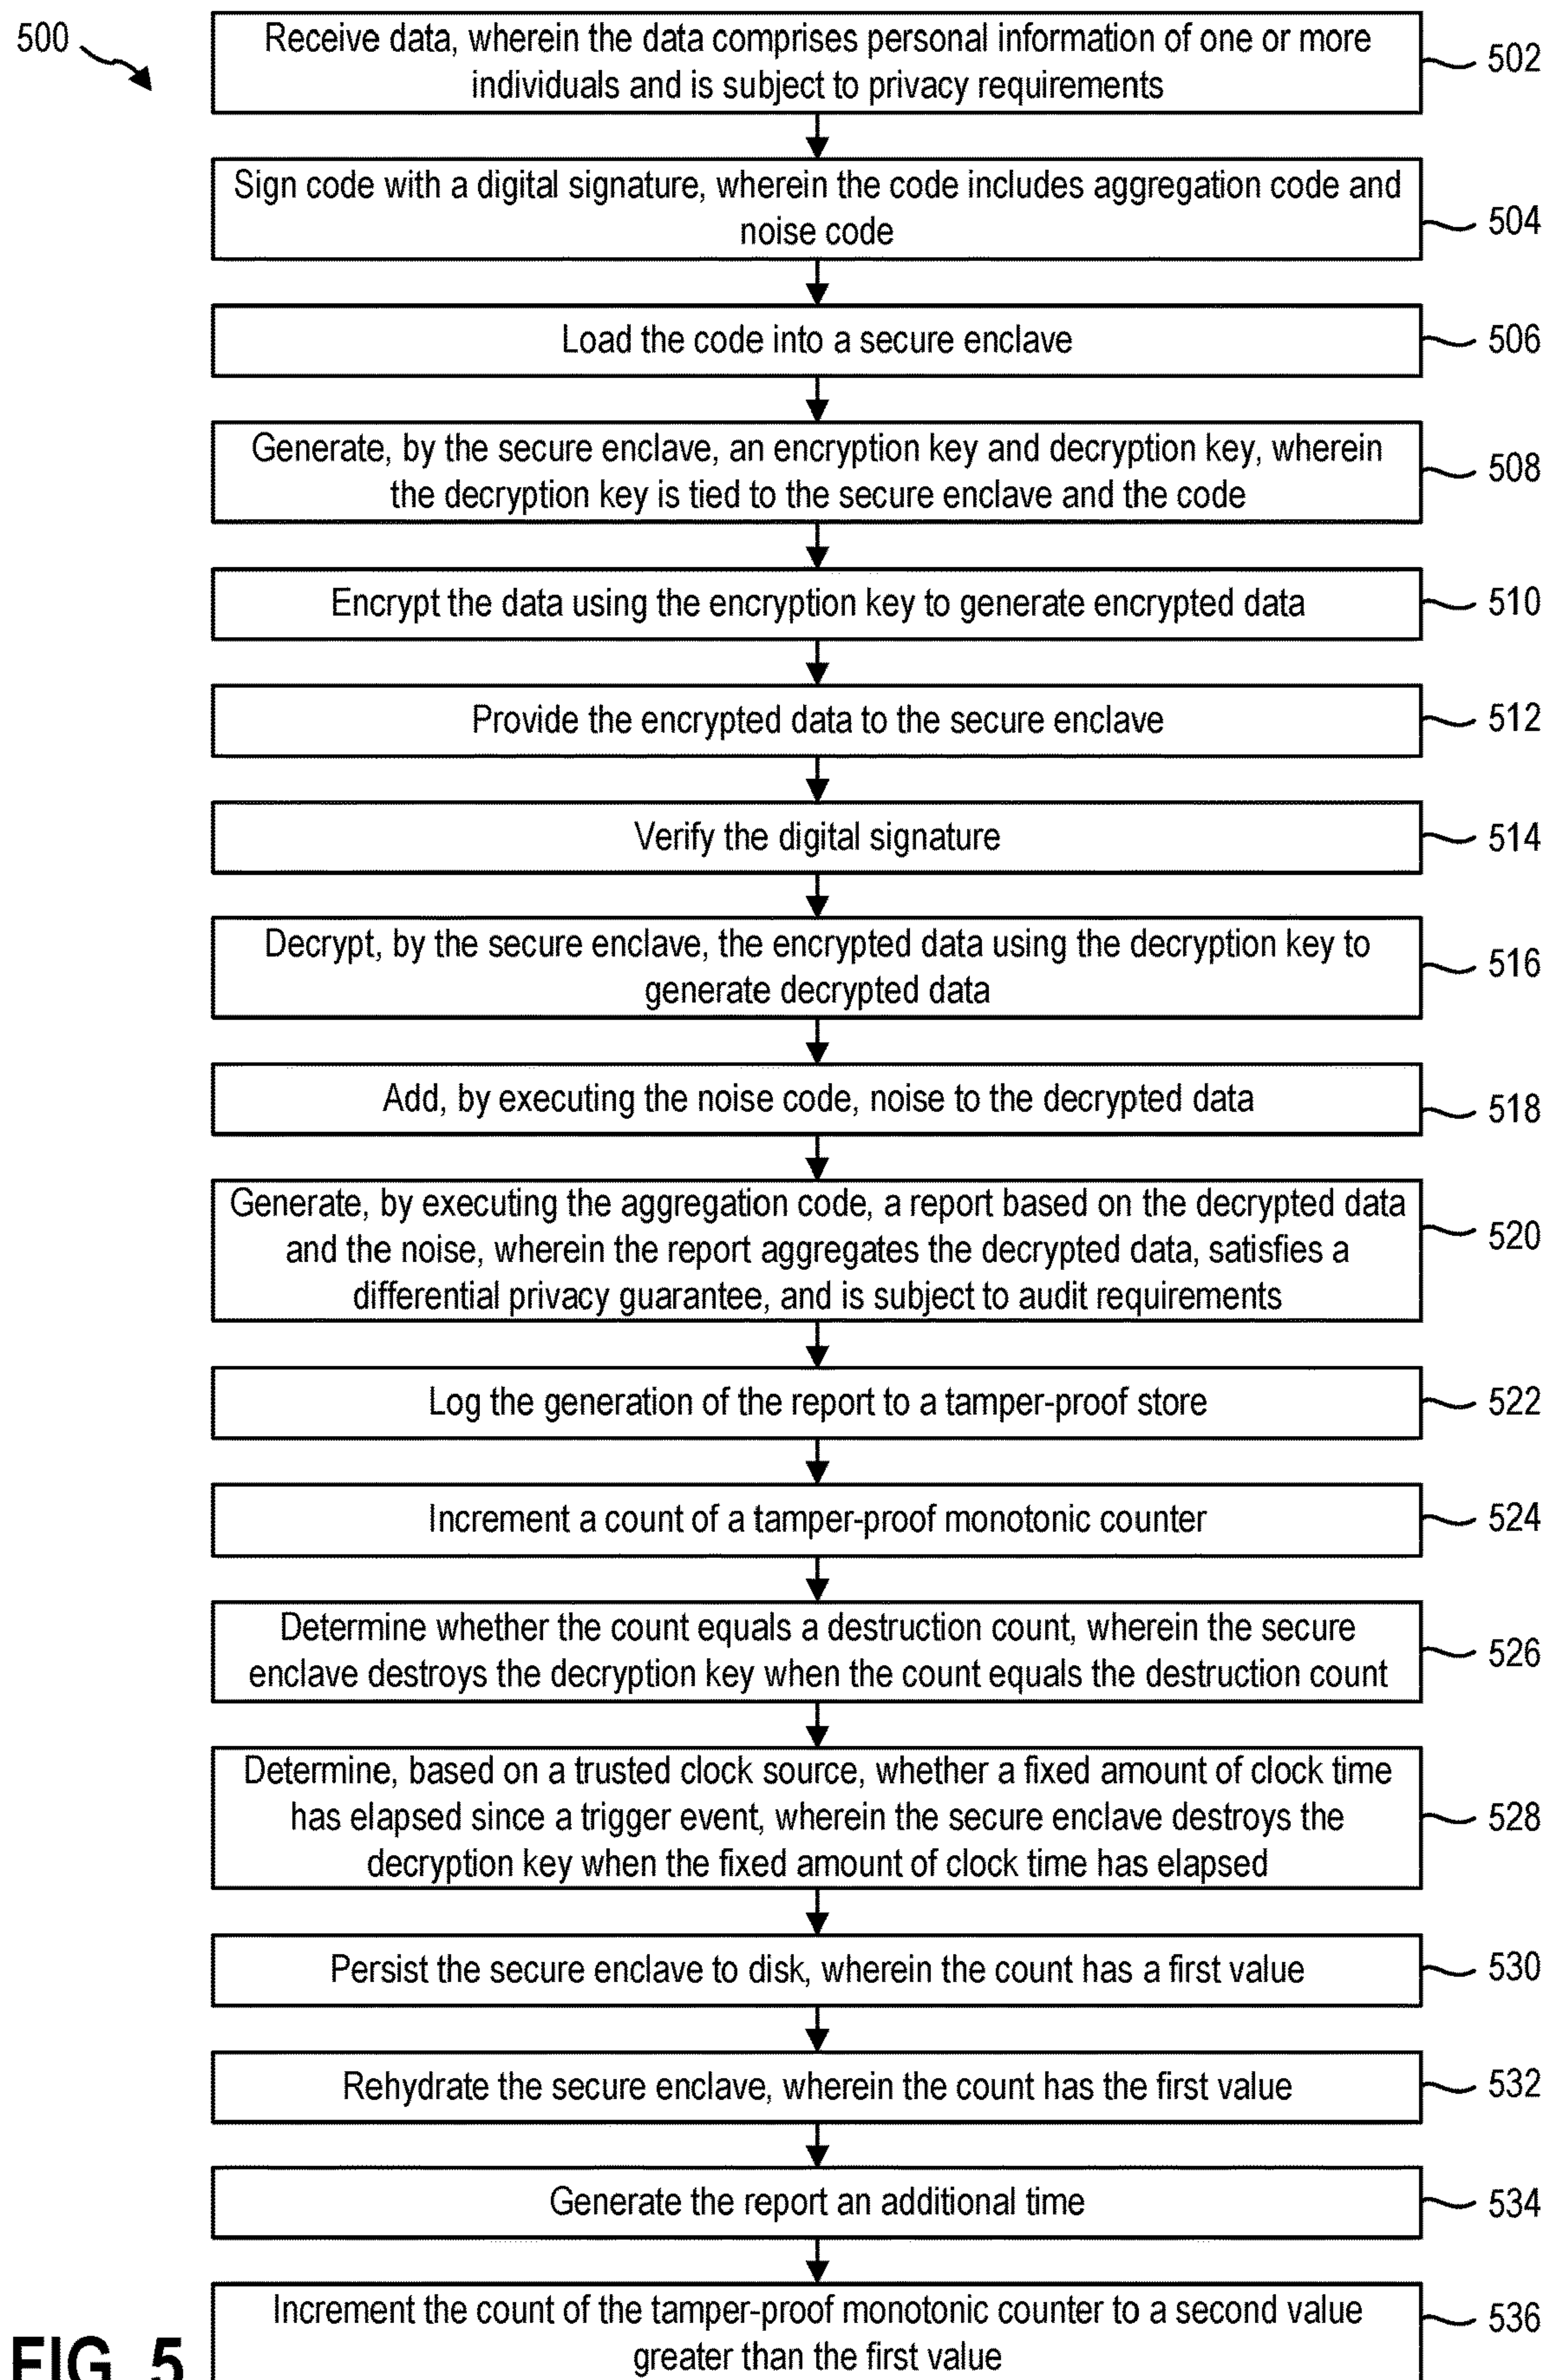 500
Receive data, wherein the data comprises personal information of one or more
individuals and is subject to privacy requirements
502
Sign code with a digital signature, wherein the code includes aggregation code and
noise code
504
Load the code into a secure enclave
506
Generate, by the secure enclave, an encryption key and decryption key, wherein
the decryption key is tied to the secure enclave and the code
508
Encrypt the data using the encryption key to generate encrypted data
510
Provide the encrypted data to the secure enclave
512
Verify the digital signature
514
Decrypt, by the secure enclave, the encrypted data using the decryption key to
generate decrypted data
516
Add, by executing the noise code, noise to the decrypted data
518
Generate, by executing the aggregation code, a report based on the decrypted data
and the noise, wherein the report aggregates the decrypted data, satisfies a
differential privacy guarantee, and is subject to audit requirements
520
Log the generation of the report to a tamper-proof store
522
Increment a count of a tamper-proof monotonic counter
524
Determine whether the count equals a destruction count, wherein the secure
enclave destroys the decryption key when the count equals the destruction count
526
Determine, based on a trusted clock source, whether a fixed amount of clock time
has elapsed since a trigger event, wherein the secure enclave destroys the
decryption key when the fixed amount of clock time has elapsed
528
Persist the secure enclave to disk, wherein the count has a first value
530
Rehydrate the secure enclave, wherein the count has the first value
532
Generate the report an additional time
534
Increment the count of the tamper-proof monotonic counter to a second value
greater than the first value
536
FIG. 5